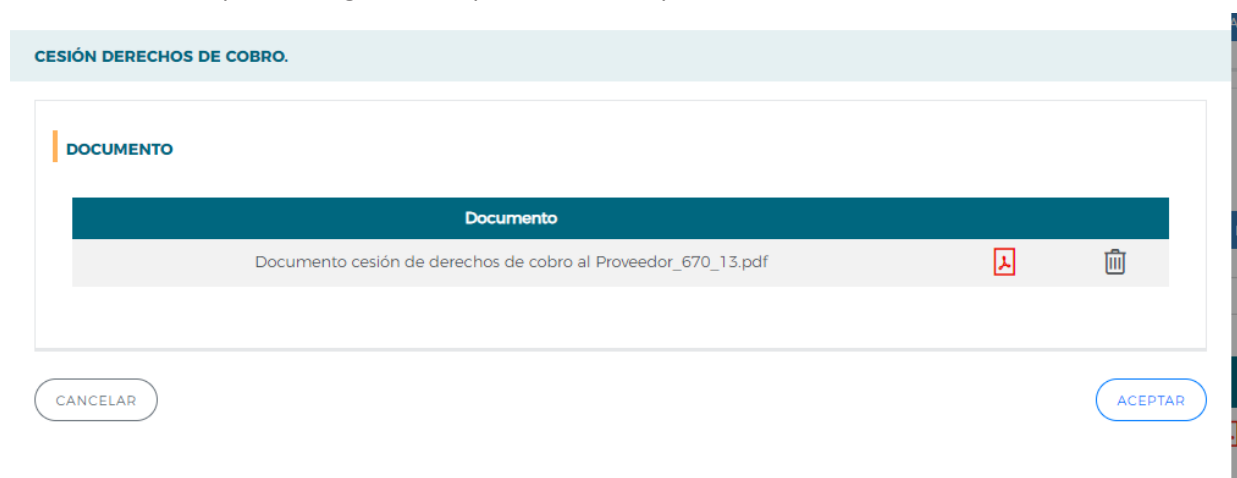 CESIÓN DERECHOS DE COBRO.
DOCUMENTO
Documento
Documento cesión de derechos de cobro al Proveedor_670_13.pdf
CANCELAR
ACEPTAR